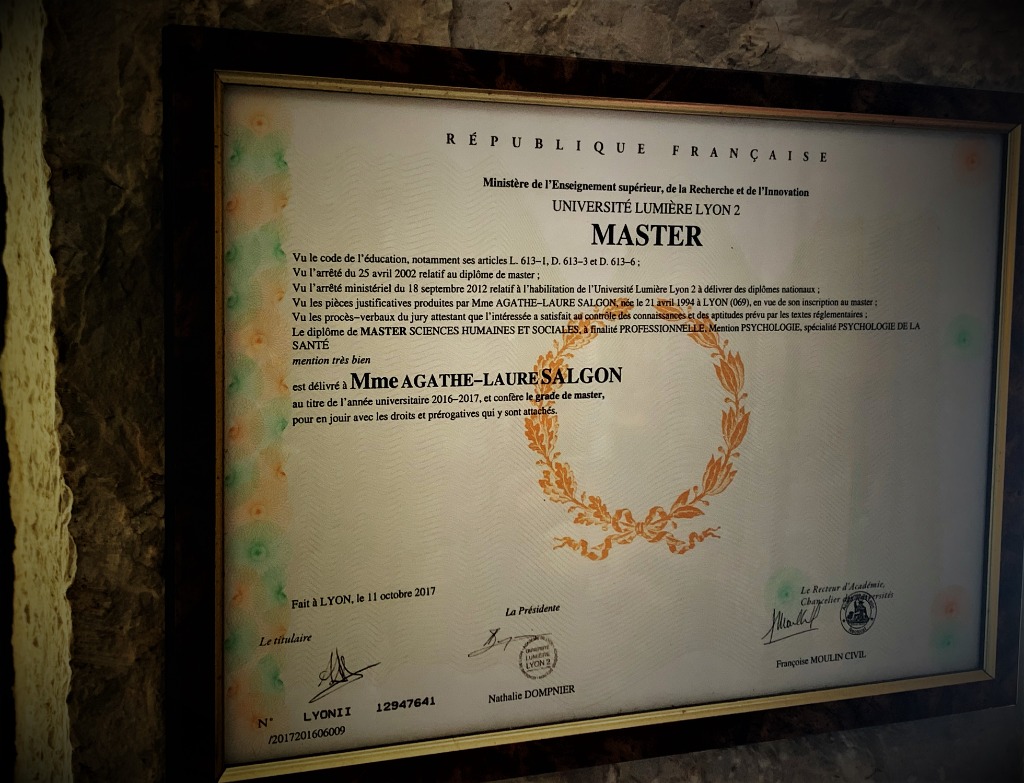 RÉPUBLIQUE FRANÇAISE
Ministère de l'Enseignement supérieur, de la Recherche et de l'Innovation
UNIVERSITÉ LUMIÈRE LYON 2
MASTER
Vu le code de l'éducation, notamment ses articles L. 613-1, D. 613-3 et D. 613-6 ;
Vu l'arrêté du 25 avril 2002 relatif au diplôme de master ;
Vu l'arrêté ministériel du 18 septembre 2012 relatif à l'habilitation de l'Université Lumière Lyon 2 à délivrer des diplômes nationaux ;
Vu les pièces justificatives produites par Mme AGATHE-LAURE SALGON, née le 21 avril 1994 à LYON (069), en vue de son inscription au master ;
Vu les procès-verbaux du jury attestant que l'intéressée a satisfait au contrôle des connaissances et des aptitudes prévu par les textes réglementaires ;
Le diplôme de MASTER SCIENCES HUMAINES ET SOCIALES, à finalité PROFESSIONNELLE, Mention PSYCHOLOGIE, spécialité PSYCHOLOGIE DE LA
SANTÉ
mention très bien
est délivré à Mme AGATHE-LAURE SALGON
au titre de l'année universitaire 2016-2017, et confère le grade de master,
pour en jouir avec les droits et prérogatives qui y sont attachés.
Fait à LYON, le 11 octobre 2017
Le titulaire
La Présidente
Le Recteur d'Académie,
Chancelier des Universités
UNIVERSITÉ
LUMIÈRE
LYON 2
Nathalie DOMPNIER
Françoise MOULIN CIVIL
N° LYONII 12947641
/2017201606009